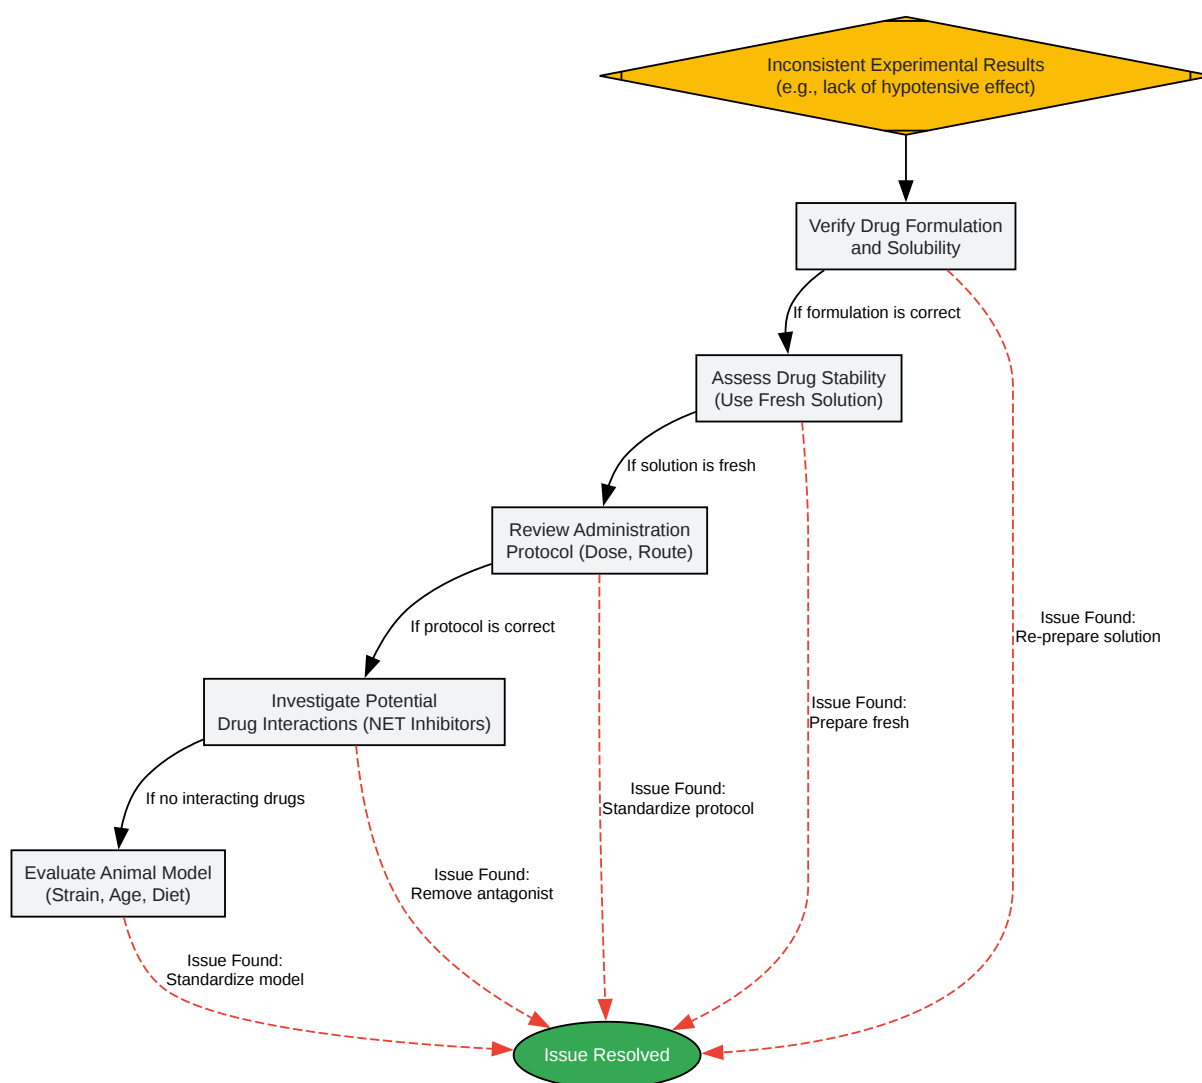 Inconsistent Experimental Results
(e.g., lack of hypotensive effect)
Verify Drug Formulation
and Solubility
If formulation is correct
Assess Drug Stability
(Use Fresh Solution)
If solution is fresh
Review Administration
Protocol (Dose, Route)
If protocol is correct
Issue Found:
Re-prepare solution
Investigate Potential
Drug Interactions (NET Inhibitors)
Issue Found:
Prepare fresh
If no interacting drugs
Issue Found:
Standardize protocol
Evaluate Animal Model
(Strain, Age, Diet)
Issue Found:
Remove antagonist
Issue Found:
Standardize model
Issue Resolved